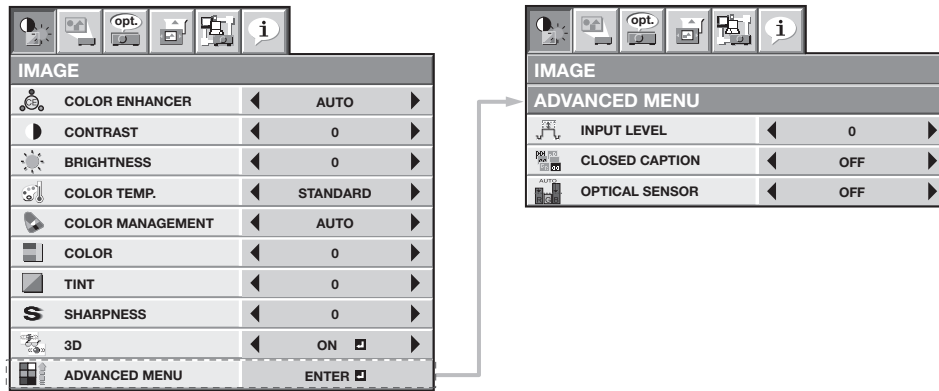 opt.
i
IMAGE
COLOR ENHANCER AUTO
CONTRAST 0
BRIGHTNESS 0
COLOR TEMP. STANDARD
COLOR MANAGEMENT AUTO
COLOR 0
TINT 0
SHARPNESS 0
3D ON
ADVANCED MENU ENTER
opt.
i
IMAGE
ADVANCED MENU
INPUT LEVEL 0
CLOSED CAPTION OFF
AUTO
OPTICAL SENSOR OFF